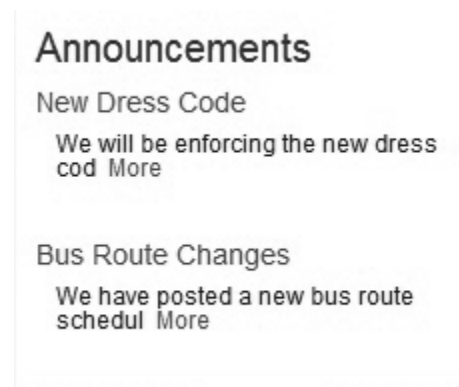 Announcements
New Dress Code
We will be enforcing the new dress
cod More
Bus Route Changes
We have posted a new bus route
schedul More